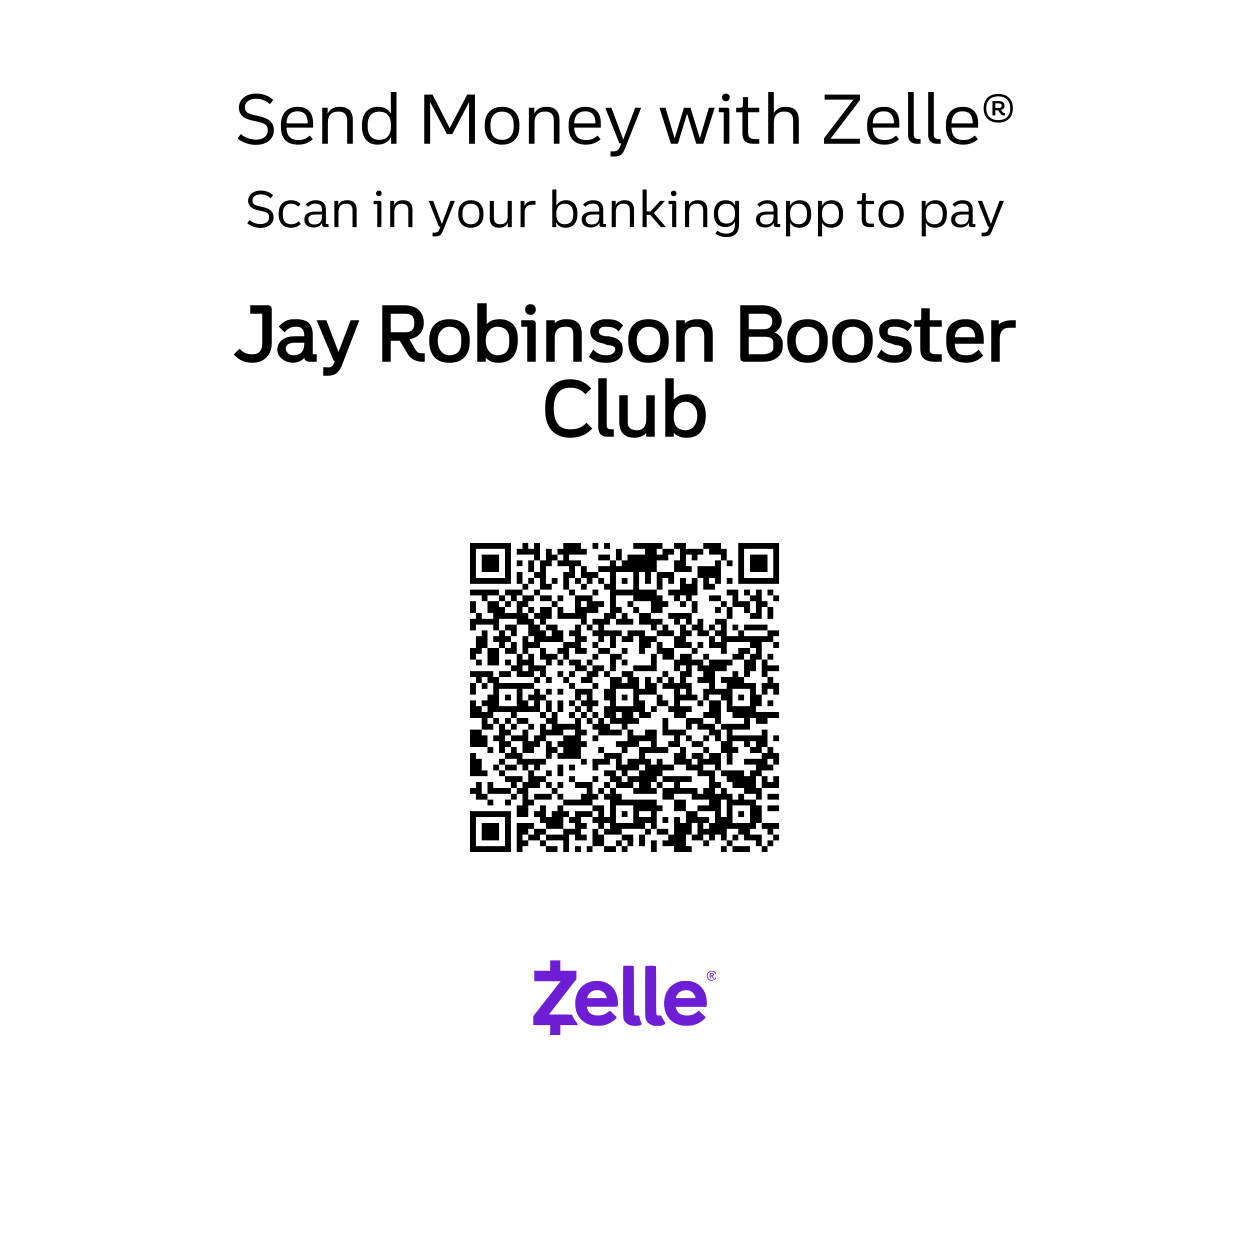 Send Money with Zelle®
Scan in your banking app to pay
Jay Robinson Booster
Club
Zelle®